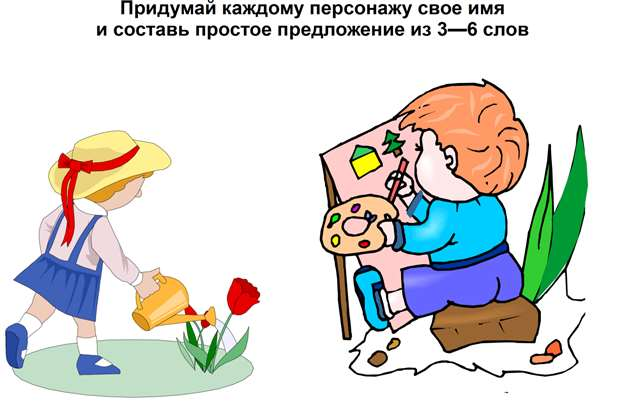 Придумай каждому персонажу свое имя
и составь простое предложение из 3—6 слов